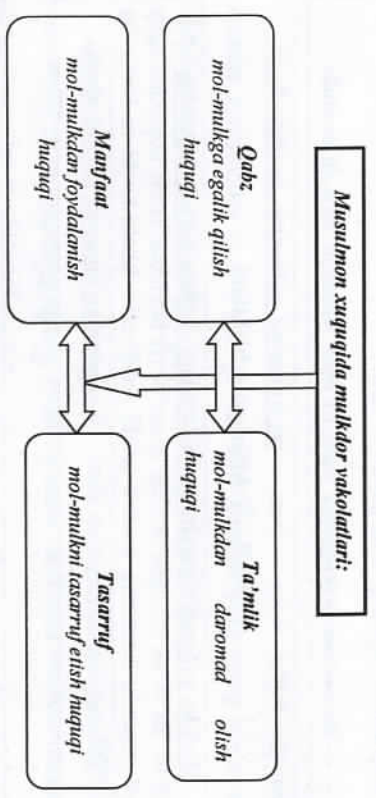 Musulmon xuquqida mulkdor vakolatlari:
Qabz
mol-mulkga egalik qilish
huquqi
Ta'mlik
mol-mulkdan daromad olish
huquqi
Manfaat
mol-mulkdan foydalanish
huquqi
Tasarruf
mol-mulkni tasarruf etish huquqi